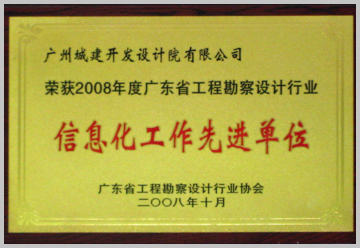 广州城建开发设计院有限公司
荣获2008年度广东省工程勘察设计行业
信息化工作先进单位
广东省工程勘察设计行业协会
二〇〇八年十月